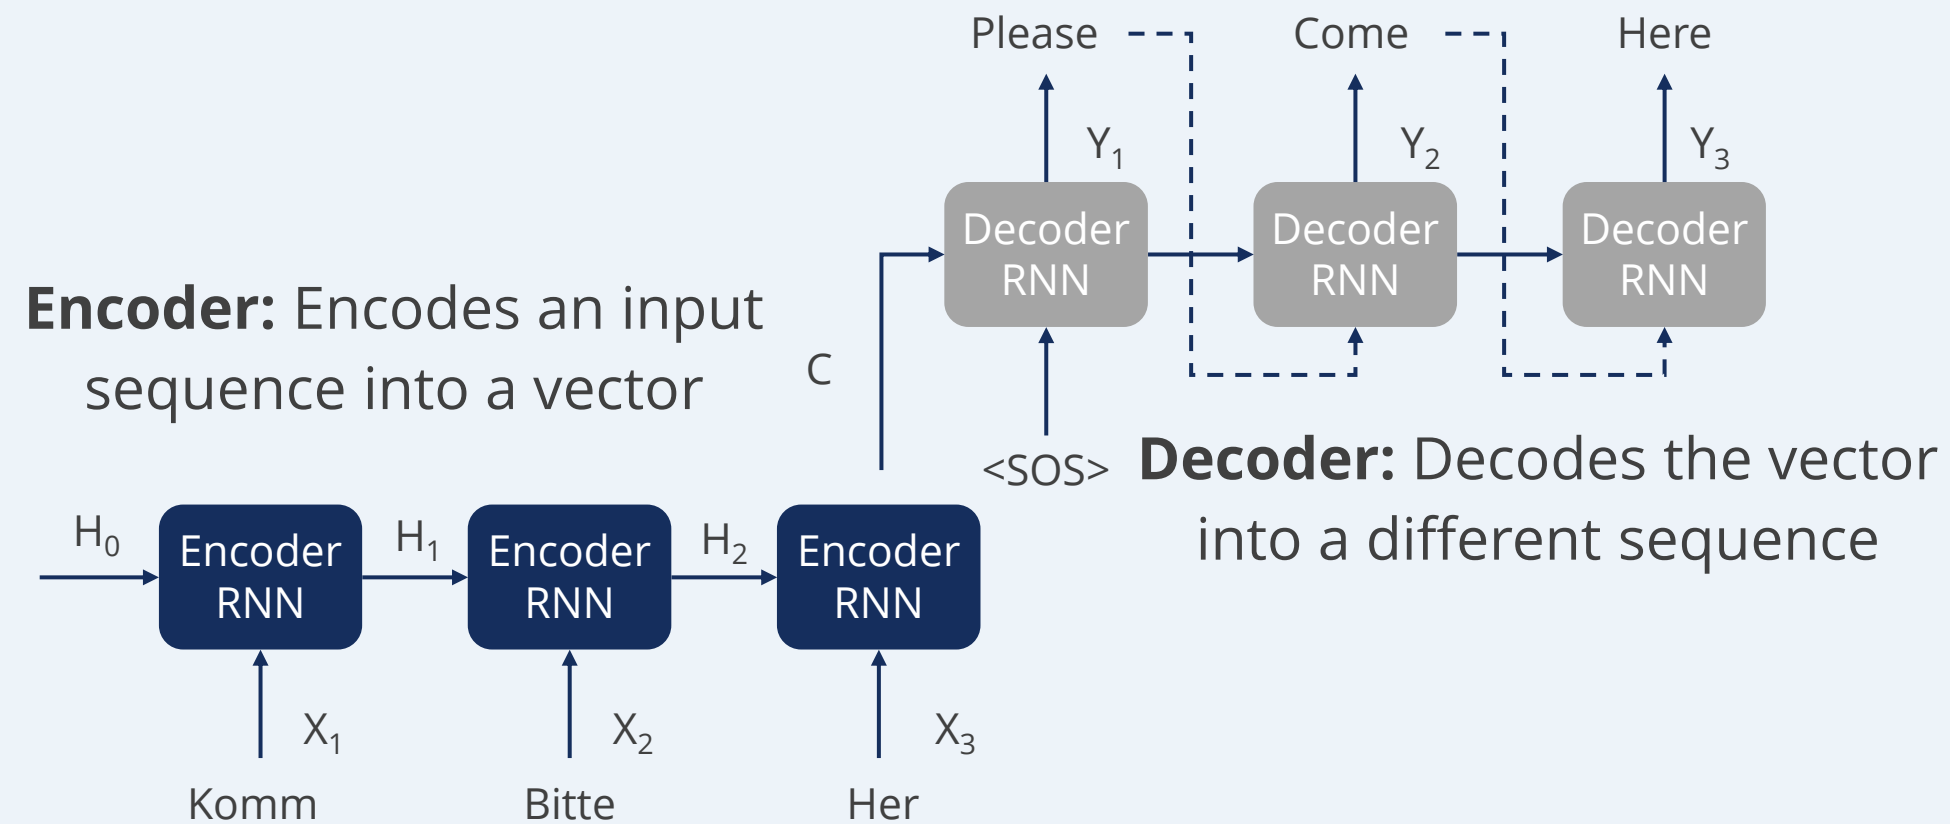 Please Come Here
Y1 Y2 Y3
Decoder RNN
Decoder RNN
Decoder RNN
Encoder: Encodes an input
sequence into a vector
C
<SOS>
Decoder: Decodes the vector
into a different sequence
H0 H1 H2
Encoder RNN
Encoder RNN
Encoder RNN
X1 X2 X3
Komm Bitte Her